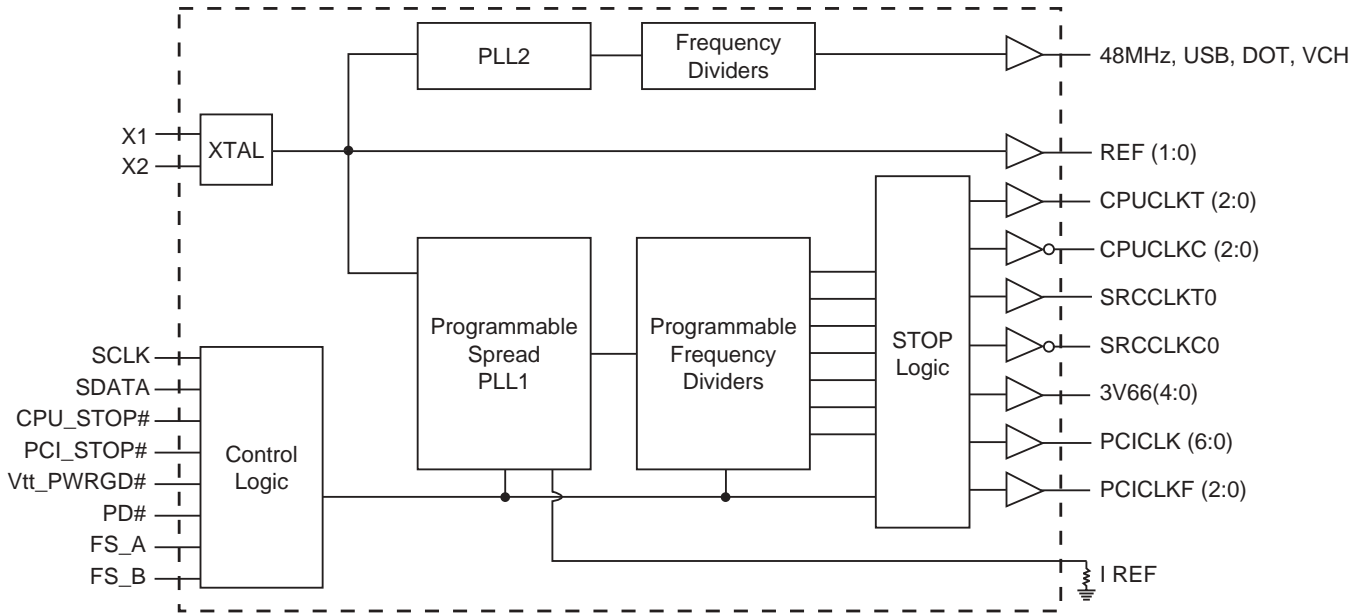 PLL2
Frequency
Dividers
48MHz, USB, DOT, VCH
X1
X2
XTAL
REF (1:0)
CPUCLKT (2:0)
CPUCLKC (2:0)
SRCCLKT0
SRCCLKC0
3V66(4:0)
PCICLK (6:0)
PCICLKF (2:0)
Programmable
Spread
PLL1
Programmable
Frequency
Dividers
STOP
Logic
SCLK
SDATA
CPU_STOP#
PCI_STOP#
Vtt_PWRGD#
PD#
FS_A
FS_B
Control
Logic
I REF